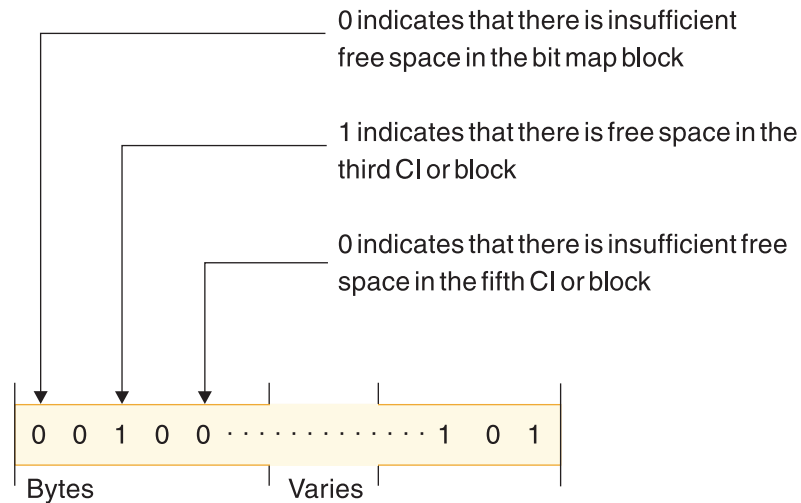 0 indicates that there is insufficient
free space in the bit map block
1 indicates that there is free space in the
third CI or block
0 indicates that there is insufficient free
space in the fifth CI or block
0 0 1 0 0 · · · · · · · · · · · · · 1 0 1
Bytes Varies